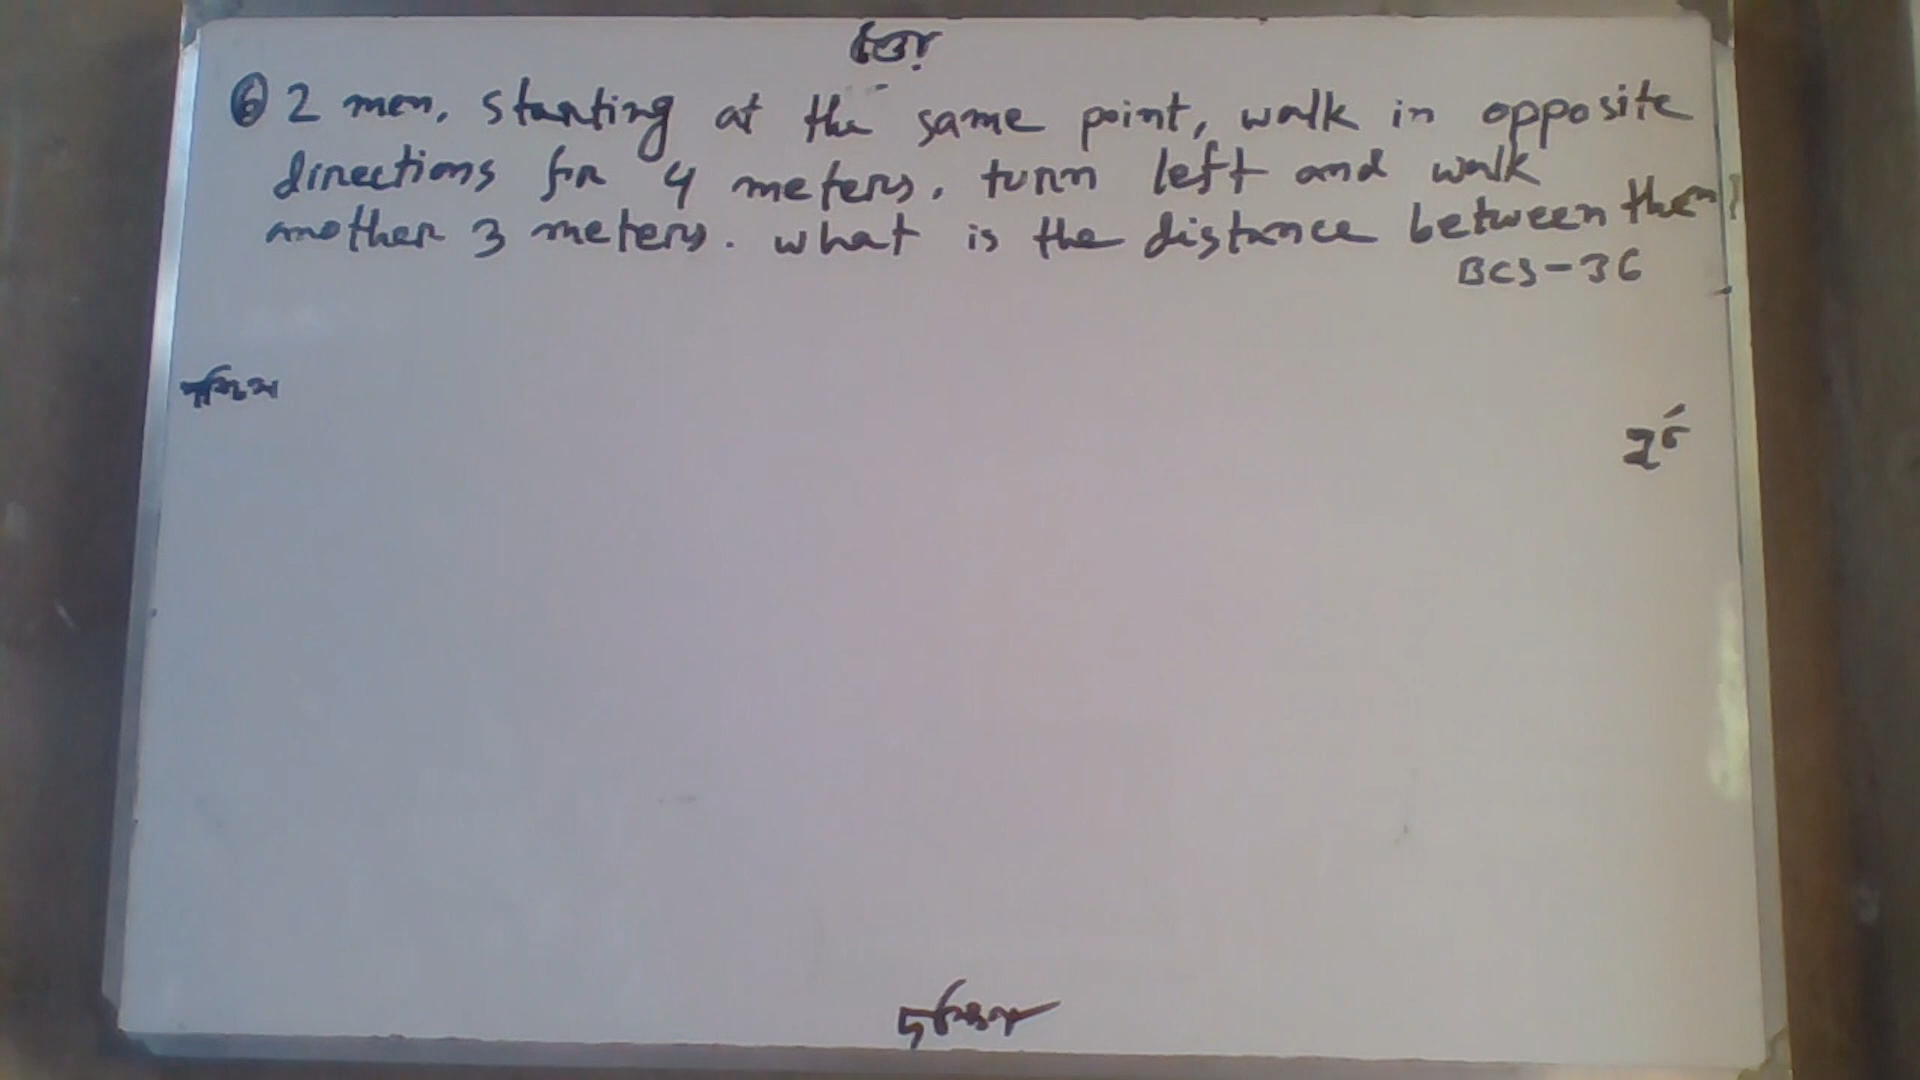 উত্তর
⑥ 2 men, starting at the same point, walk in opposite
directions for 4 meters, turn left and walk
another 3 meters. what is the distance between them?
BCS-36
পশ্চিম
পূর্ব
দক্ষিণ